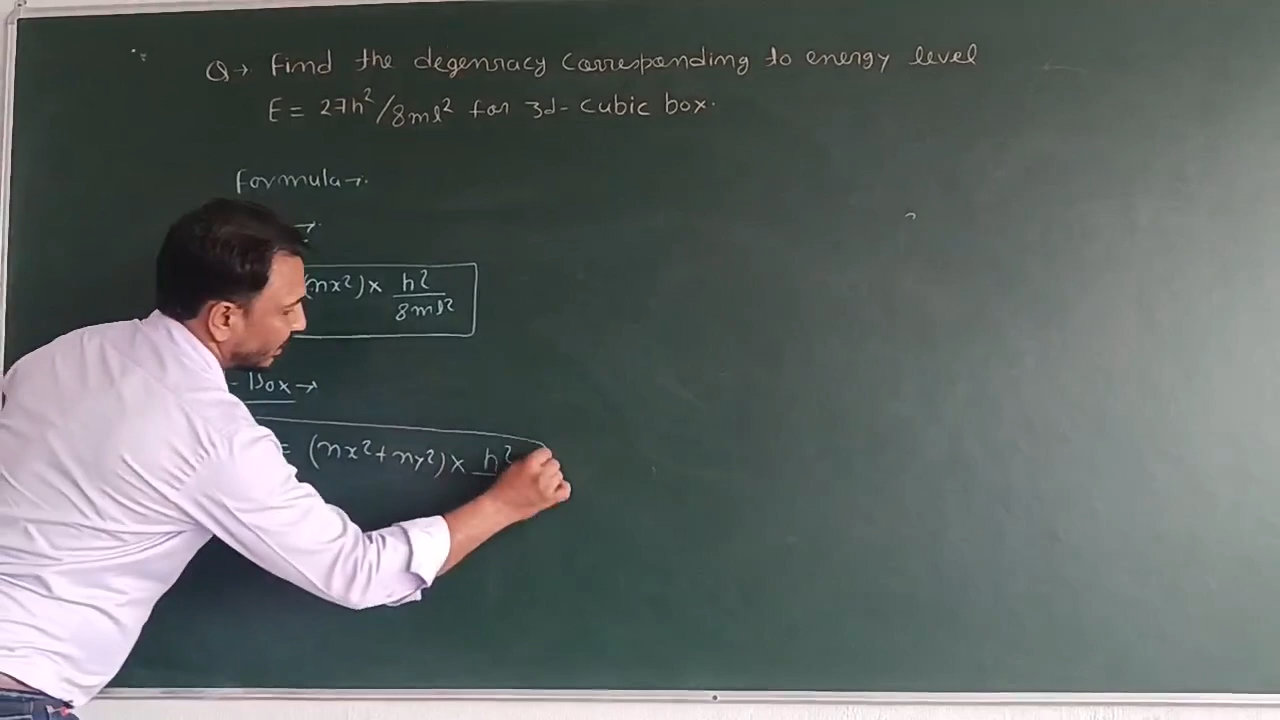 Q→ Find the degenracy corresponding to energy level
E = 27h²/8ml² for 3d- cubic box.
Formula→
→
(nx²)× h²/8ml²
- Box→
= (nx²+ny²)× h²